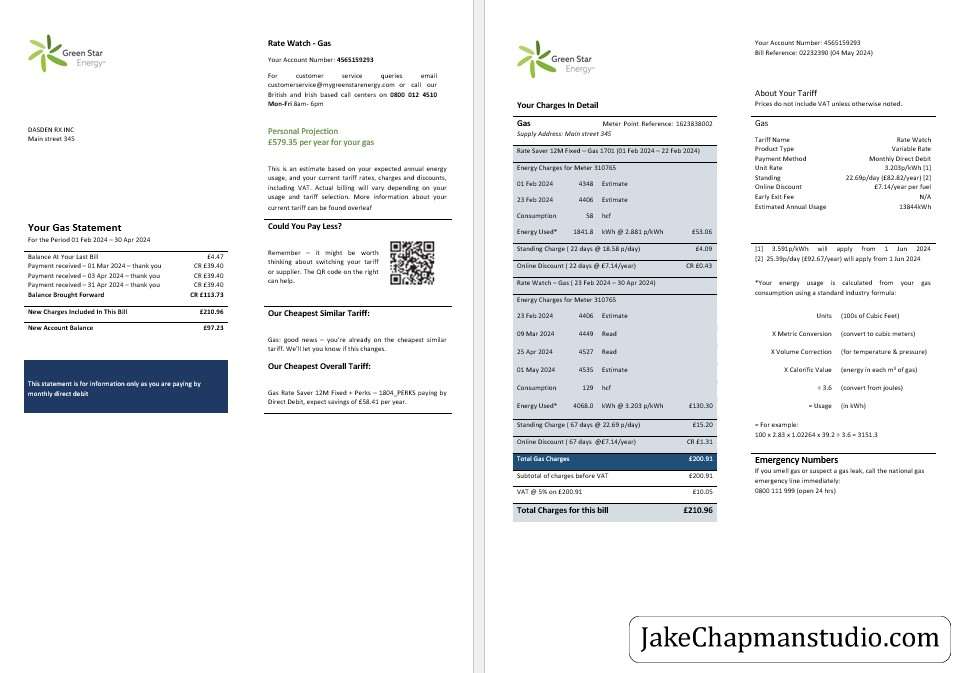 Green Star
Energy™
DASDEN RX INC
Main street 345
Your Gas Statement
For the Period 01 Feb 2024 – 30 Apr 2024
Balance At Your Last Bill £4.47
Payment received – 01 Mar 2024 – thank you CR £39.40
Payment received – 03 Apr 2024 – thank you CR £39.40
Payment received – 31 Apr 2024 – thank you CR £39.40
Balance Brought Forward CR £113.73
New Charges Included In This Bill £210.96
New Account Balance £97.23
This statement is for information only as you are paying by
monthly direct debit
Rate Watch - Gas
Your Account Number: 4565159293
For customer service queries email
customerservice@mygreenstarenergy.com or call our
British and Irish based call centers on 0800 012 4510
Mon-Fri 8am- 6pm
Personal Projection
£579.35 per year for your gas
This is an estimate based on your expected annual energy
usage, and your current tariff rates, charges and discounts,
including VAT. Actual billing will vary depending on your
usage and tariff selection. More information about your
current tariff can be found overleaf
Could You Pay Less?
Remember – it might be worth
thinking about switching your tariff
or supplier. The QR code on the right
can help.
Our Cheapest Similar Tariff:
Gas: good news – you're already on the cheapest similar
tariff. We'll let you know if this changes.
Our Cheapest Overall Tariff:
Gas Rate Saver 12M Fixed + Perks – 1804_PERKS paying by
Direct Debit, expect savings of £58.41 per year.
Green Star
Energy™
Your Charges In Detail
Gas Meter Point Reference: 1623838002
Supply Address: Main street 345
Rate Saver 12M Fixed – Gas 1701 (01 Feb 2024 – 22 Feb 2024)
Energy Charges for Meter 310765
01 Feb 2024 4348 Estimate
23 Feb 2024 4406 Estimate
Consumption 58 hcf
Energy Used* 1841.8 kWh @ 2.881 p/kWh £53.06
Standing Charge ( 22 days @ 18.58 p/day) £4.09
Online Discount ( 22 days @ £7.14/year) CR £0.43
Rate Watch – Gas ( 23 Feb 2024 – 30 Apr 2024)
Energy Charges for Meter 310765
23 Feb 2024 4406 Estimate
09 Mar 2024 4449 Read
25 Apr 2024 4527 Read
01 May 2024 4535 Estimate
Consumption 129 hcf
Energy Used* 4068.0 kWh @ 3.203 p/kWh £130.30
Standing Charge ( 67 days @ 22.69 p/day) £15.20
Online Discount ( 67 days @£7.14/year) CR £1.31
Total Gas Charges £200.91
Subtotal of charges before VAT £200.91
VAT @ 5% on £200.91 £10.05
Total Charges for this bill £210.96
Your Account Number: 4565159293
Bill Reference: 02232390 (04 May 2024)
About Your Tariff
Prices do not include VAT unless otherwise noted.
Gas
Tariff Name Rate Watch
Product Type Variable Rate
Payment Method Monthly Direct Debit
Unit Rate 3.203p/kWh [1]
Standing 22.69p/day (£82.82/year) [2]
Online Discount £7.14/year per fuel
Early Exit Fee N/A
Estimated Annual Usage 13844kWh
[1] 3.591p/kWh will apply from 1 Jun 2024
[2] 25.39p/day (£92.67/year) will apply from 1 Jun 2024
*Your energy usage is calculated from your gas
consumption using a standard industry formula:
Units (100s of Cubic Feet)
X Metric Conversion (convert to cubic meters)
X Volume Correction (for temperature & pressure)
X Calorific Value (energy in each m³ of gas)
÷ 3.6 (convert from joules)
= Usage (in kWh)
= For example:
100 x 2.83 x 1.02264 x 39.2 ÷ 3.6 = 3151.3
Emergency Numbers
If you smell gas or suspect a gas leak, call the national gas
emergency line immediately:
0800 111 999 (open 24 hrs)
JakeChapmanstudio.com